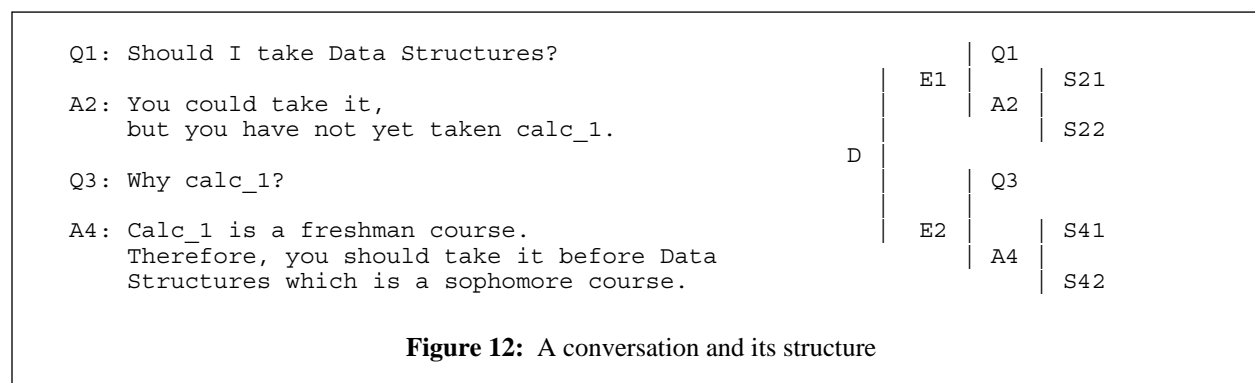 Q1: Should I take Data Structures? | Q1
| E1 | | S21
A2: You could take it, | | A2 |
but you have not yet taken calc_1. | | S22
D |
Q3: Why calc_1? | | Q3
| |
A4: Calc_1 is a freshman course. | E2 | | S41
Therefore, you should take it before Data | A4 |
Structures which is a sophomore course. | S42
Figure 12: A conversation and its structure